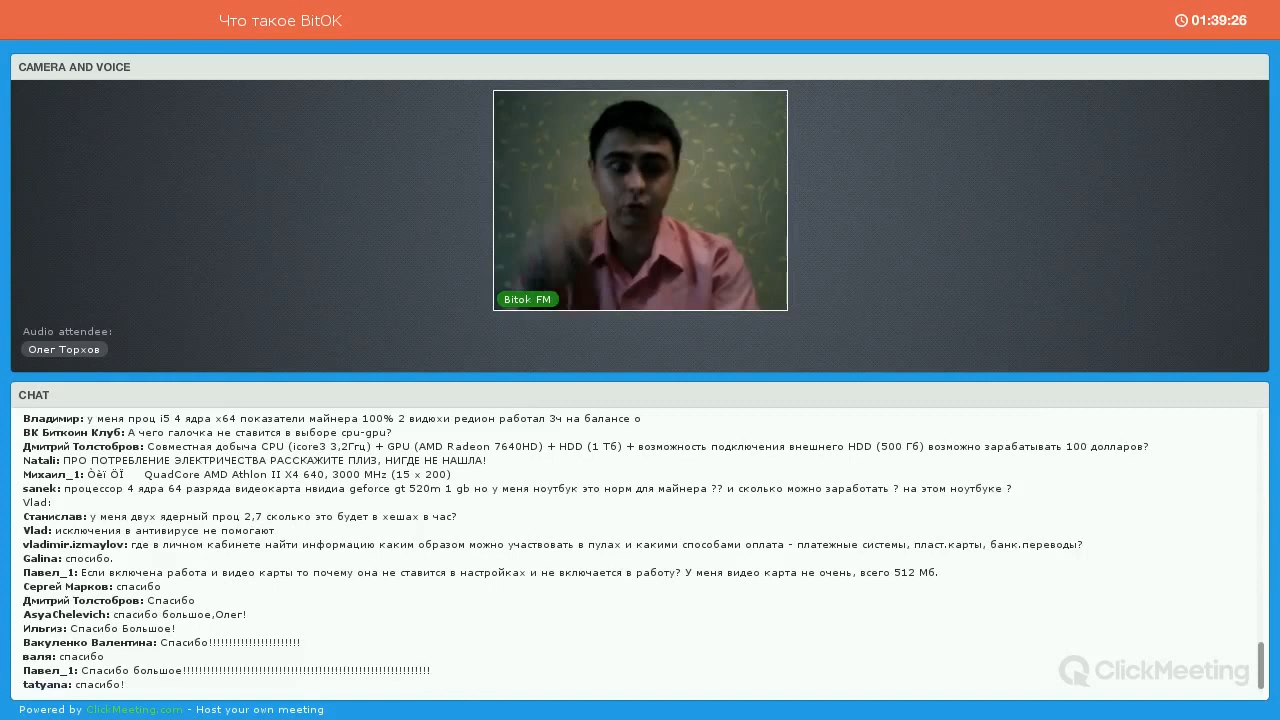 Что такое BitOK
01:39:26
CAMERA AND VOICE
Bitok FM
Audio attendee:
Олег Торхов
CHAT
Владимир: у меня проц i5 4 ядра x64 показатели майнера 100% 2 видюхи редион работал 3ч на балансе о
ВК Биткоин Клуб: А чего галочка не ставится в выборе cpu-gpu?
Дмитрий Толстобров: Совместная добыча CPU (icore3 3,2Ггц) + GPU (AMD Radeon 7640HD) + HDD (1 Тб) + возможность подключения внешнего HDD (500 Гб) возможно зарабатывать 100 долларов?
Natali: ПРО ПОТРЕБЛЕНИЕ ЭЛЕКТРИЧЕСТВА РАССКАЖИТЕ ПЛИЗ, НИГДЕ НЕ НАШЛА!
Михаил_1: Òèï ÖÏ QuadCore AMD Athlon II X4 640, 3000 MHz (15 x 200)
sanek: процессор 4 ядра 64 разряда видеокарта нвидиа geforce gt 520m 1 gb но у меня ноутбук это норм для майнера ?? и сколько можно заработать ? на этом ноутбуке ?
Vlad:
Станислав: у меня двух ядерный проц 2,7 сколько это будет в хешах в час?
Vlad: исключения в антивирусе не помогают
vladimir.izmaylov: где в личном кабинете найти информацию каким образом можно участвовать в пулах и какими способами оплата - платежные системы, пласт.карты, банк.переводы?
Galina: спосибо.
Павел_1: Если включена работа и видео карты то почему она не ставится в настройках и не включается в работу? У меня видео карта не очень, всего 512 Мб.
Сергей Марков: спасибо
Дмитрий Толстобров: Спасибо
AsyaChelevich: спасибо большое,Олег!
Ильгиз: Спасибо Большое!
Вакуленко Валентина: Спасибо!!!!!!!!!!!!!!!!!!!!!!!
валя: спасибо
Павел_1: Спасибо большое!!!!!!!!!!!!!!!!!!!!!!!!!!!!!!!!!!!!!!!!!!!!!!!!!!!!!!!!!!!!!!
tatyana: спасибо!
ClickMeeting
Powered by ClickMeeting.com - Host your own meeting